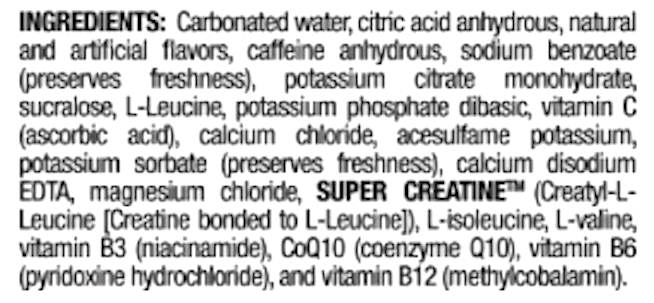 INGREDIENTS: Carbonated water, citric acid anhydrous, natural
and artificial flavors, caffeine anhydrous, sodium benzoate
(preserves freshness), potassium citrate monohydrate,
sucralose, L-Leucine, potassium phosphate dibasic, vitamin C
(ascorbic acid), calcium chloride, acesulfame potassium,
potassium sorbate (preserves freshness), calcium disodium
EDTA, magnesium chloride, SUPER CREATINE™ (Creatyl-L-
Leucine [Creatine bonded to L-Leucine]), L-isoleucine, L-valine,
vitamin B3 (niacinamide), CoQ10 (coenzyme Q10), vitamin B6
(pyridoxine hydrochloride), and vitamin B12 (methylcobalamin).